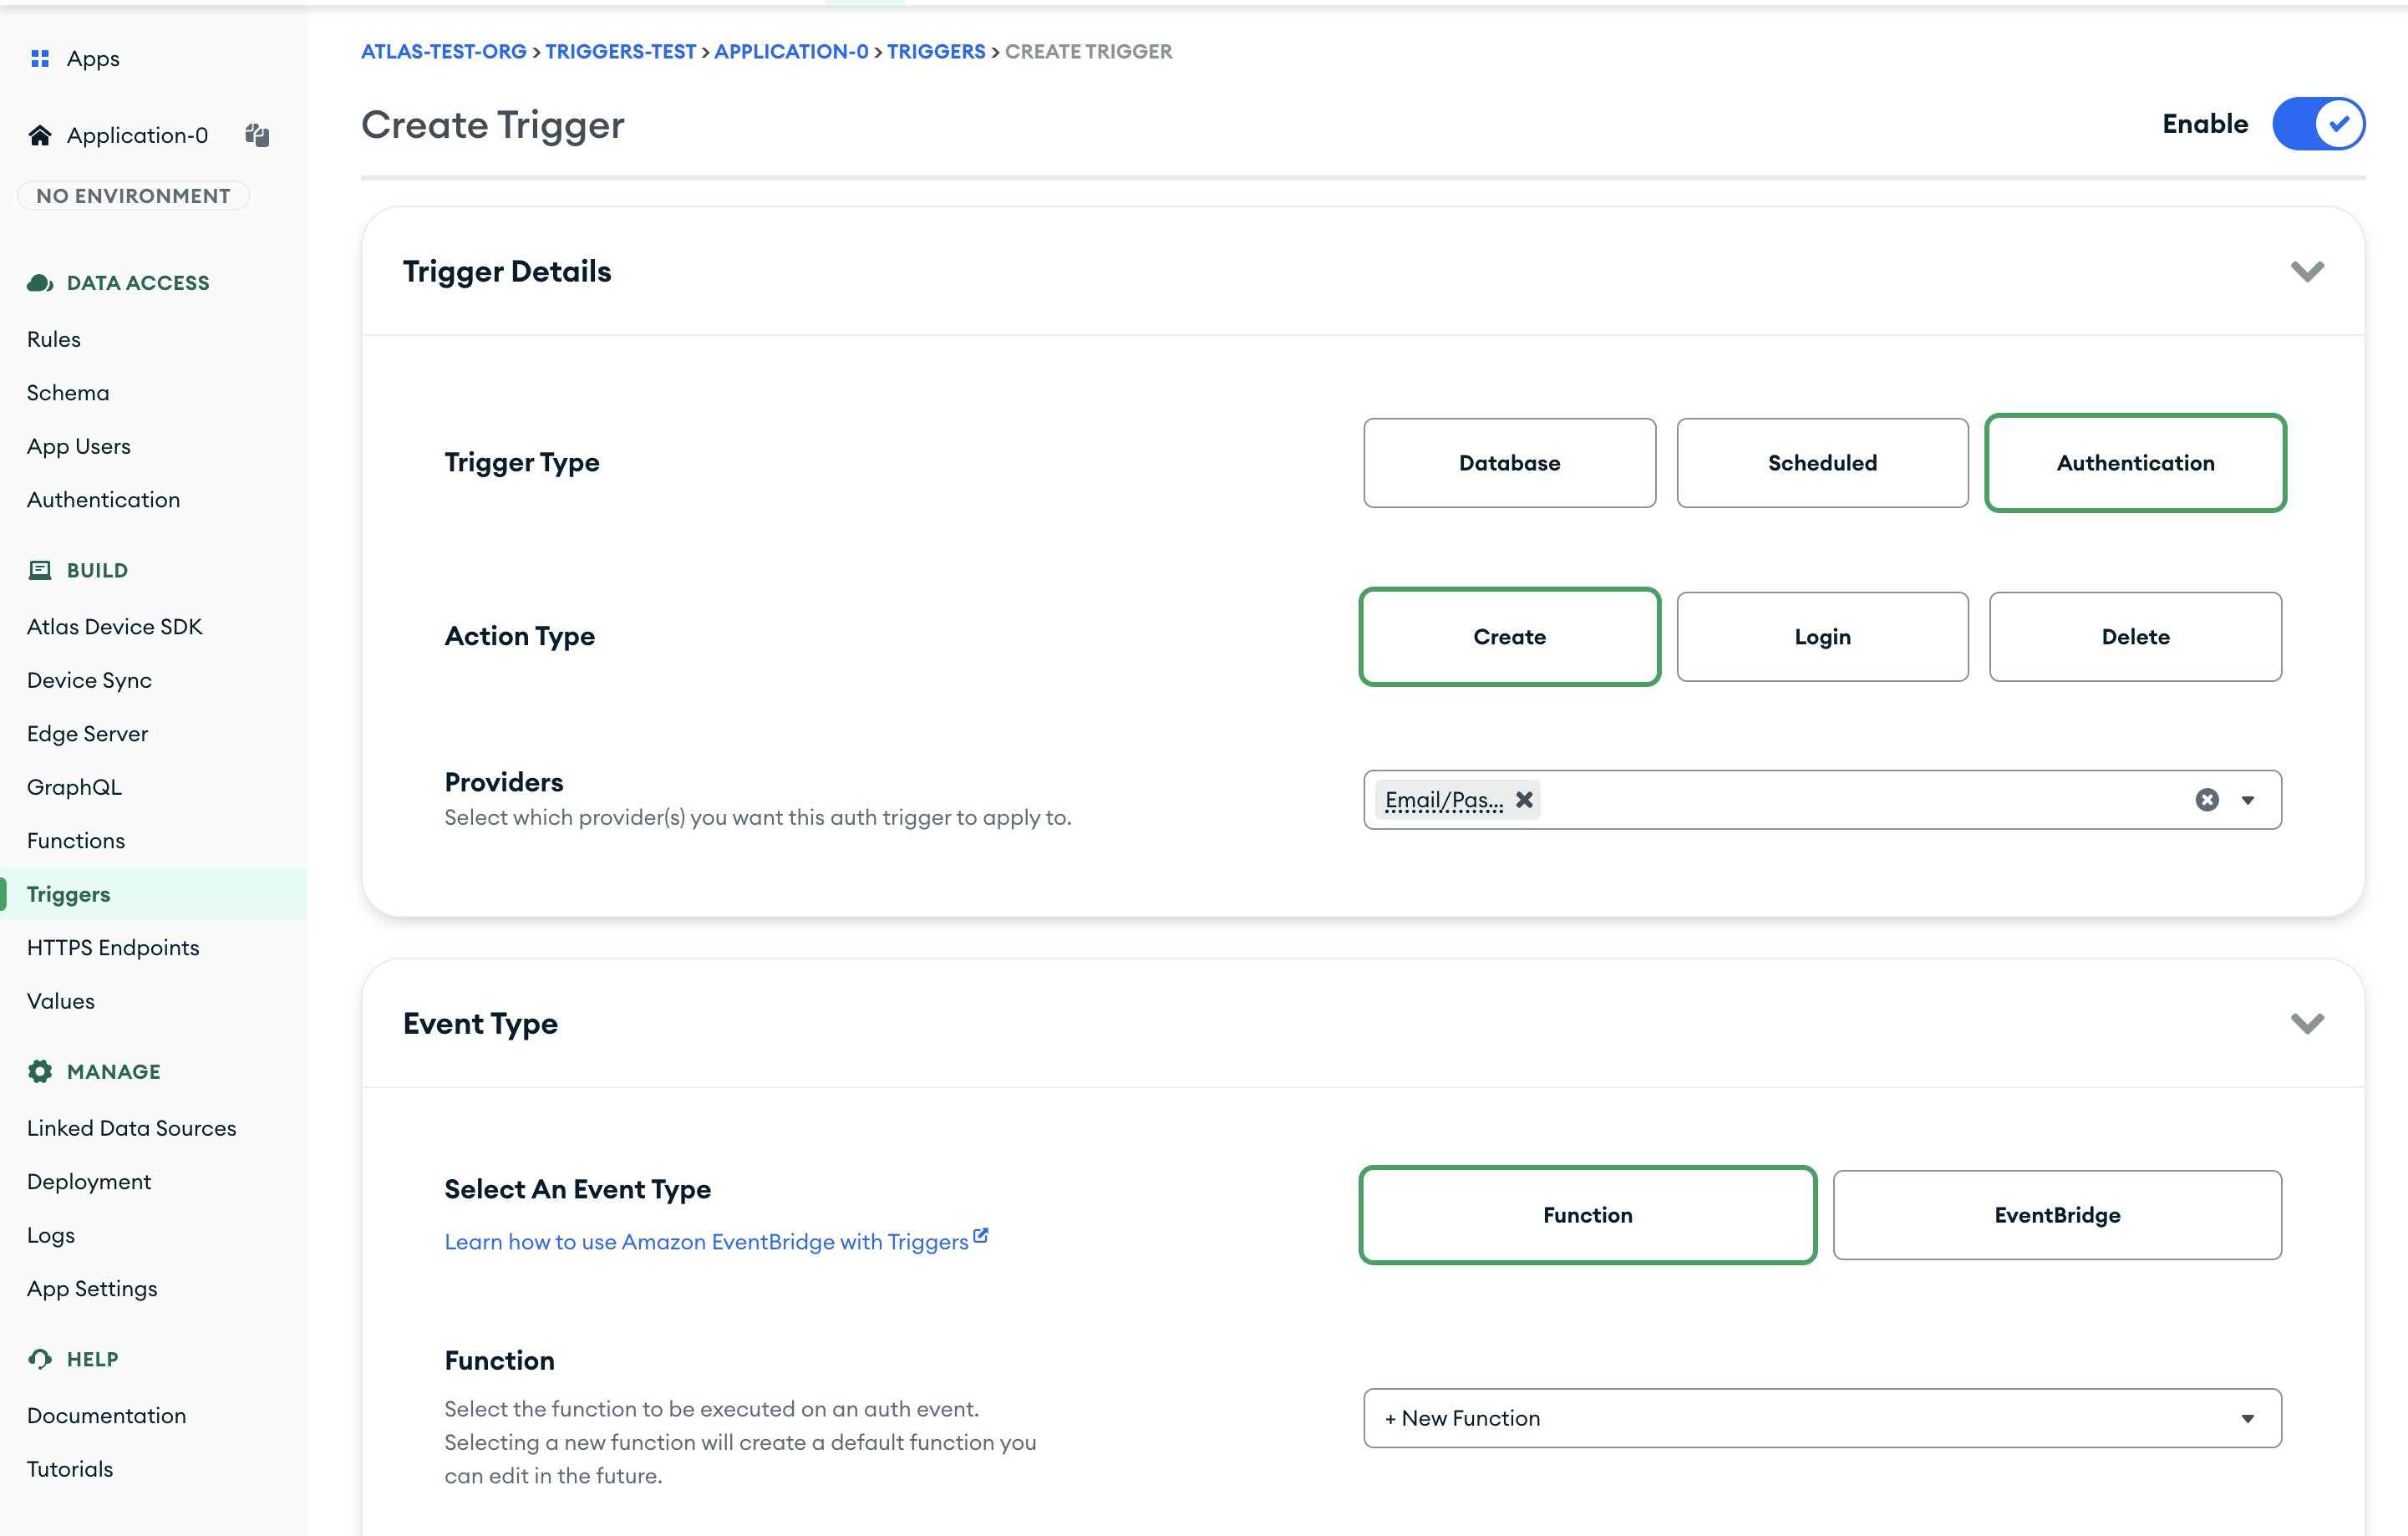 Apps
Application-0
NO ENVIRONMENT
DATA ACCESS
Rules
Schema
App Users
Authentication
BUILD
Atlas Device SDK
Device Sync
Edge Server
GraphQL
Functions
Triggers
HTTPS Endpoints
Values
MANAGE
Linked Data Sources
Deployment
Logs
App Settings
HELP
Documentation
Tutorials
ATLAS-TEST-ORG > TRIGGERS-TEST > APPLICATION-0 > TRIGGERS > CREATE TRIGGER
Create Trigger
Enable
Trigger Details
Trigger Type
Database
Scheduled
Authentication
Action Type
Create
Login
Delete
Providers
Select which provider(s) you want this auth trigger to apply to.
Email/Pas...
Event Type
Select An Event Type
Learn how to use Amazon EventBridge with Triggers
Function
EventBridge
Function
Select the function to be executed on an auth event.
Selecting a new function will create a default function you
can edit in the future.
+ New Function